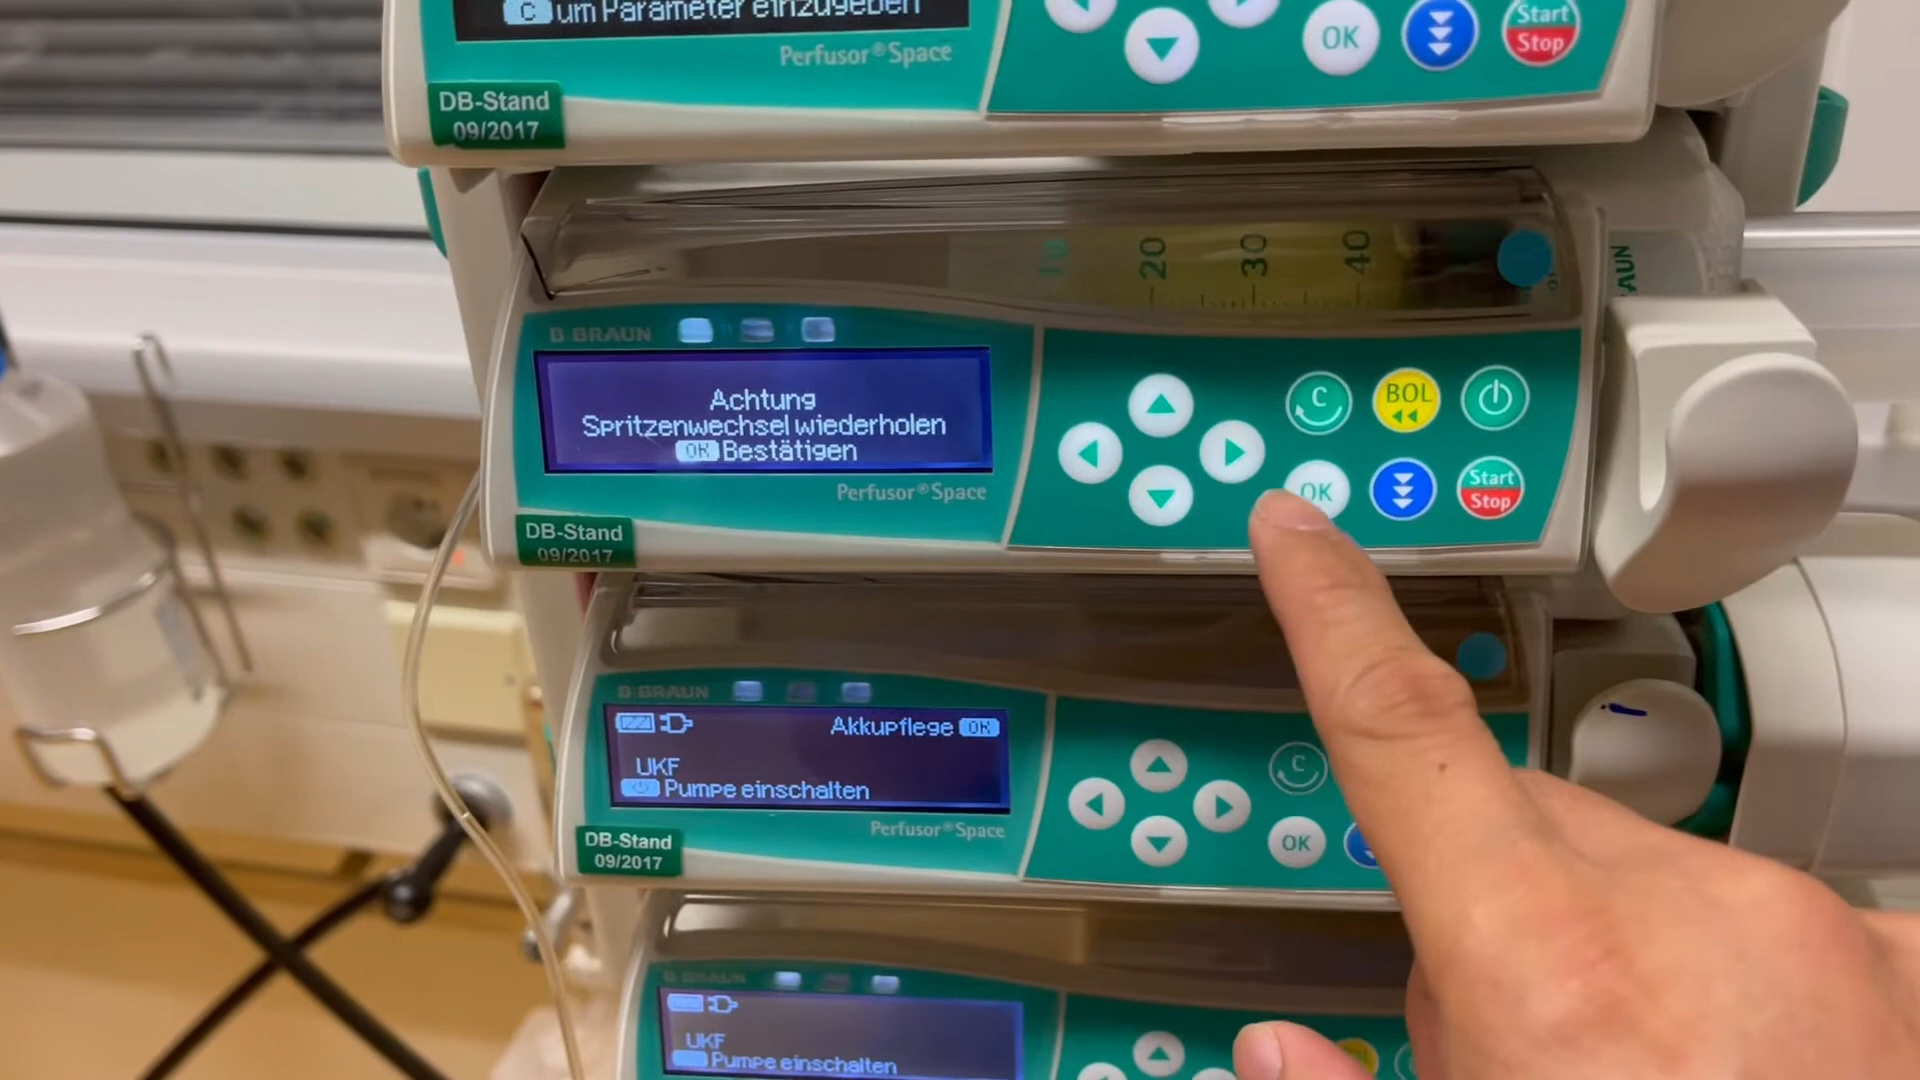 C um Parameter einzugeben
Perfusor®Space
OK
Start
Stop
DB-Stand
09/2017
10 20 30 40
B BRAUN
Achtung
Spritzenwechsel wiederholen
OK Bestätigen
C
BOL
OK
Start
Stop
Perfusor®Space
DB-Stand
09/2017
B BRAUN
Akkupflege OK
UKF
Pumpe einschalten
C
OK
Perfusor®Space
DB-Stand
09/2017
B BRAUN
UKF
Pumpe einschalten